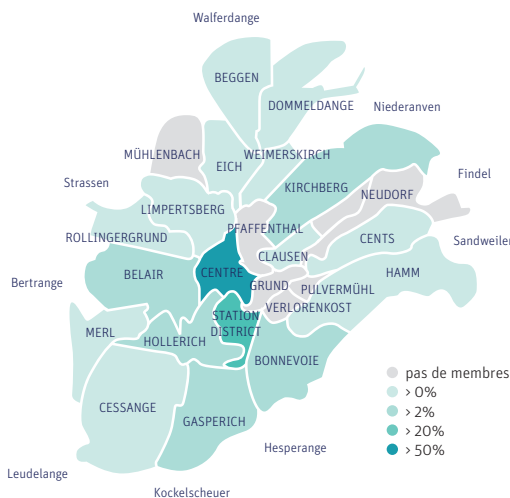 Walferdange
BEGGEN
DOMMELDANGE
Niederanven
MÜHLENBACH
EICH
WEIMERSKIRCH
Findel
Strassen
KIRCHBERG
NEUDORF
LIMPERTSBERG
PFAFFENTHAL
ROLLINGERGRUND
CENTS
Sandweiler
CLAUSEN
Bertrange
BELAIR
CENTRE
HAMM
GRUND
PULVERMÜHL
VERLORENKOST
STATION
DISTRICT
MERL
HOLLERICH
BONNEVOIE
pas de membres
> 0%
> 2%
> 20%
> 50%
CESSANGE
GASPERICH
Hesperange
Leudelange
Kockelscheuer